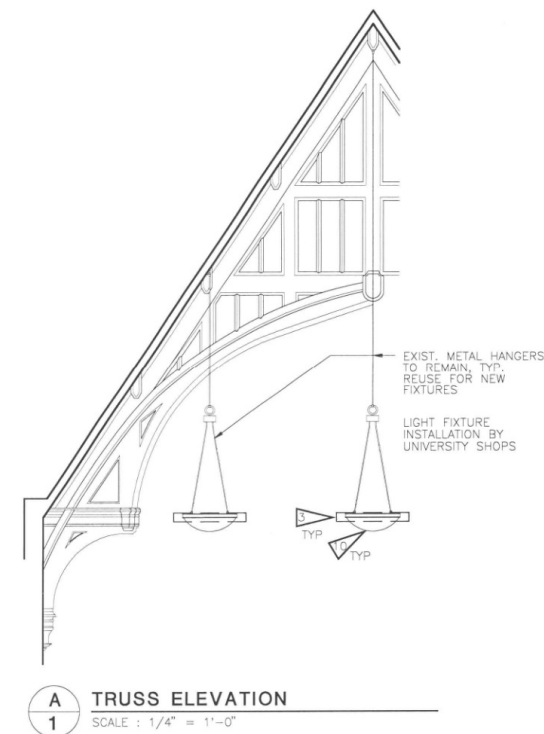 EXIST. METAL HANGERS
TO REMAIN, TYP.
REUSE FOR NEW
FIXTURES
LIGHT FIXTURE
INSTALLATION BY
UNIVERSITY SHOPS
3
TYP
10
TYP
A
1
TRUSS ELEVATION
SCALE : 1/4" = 1'-0"